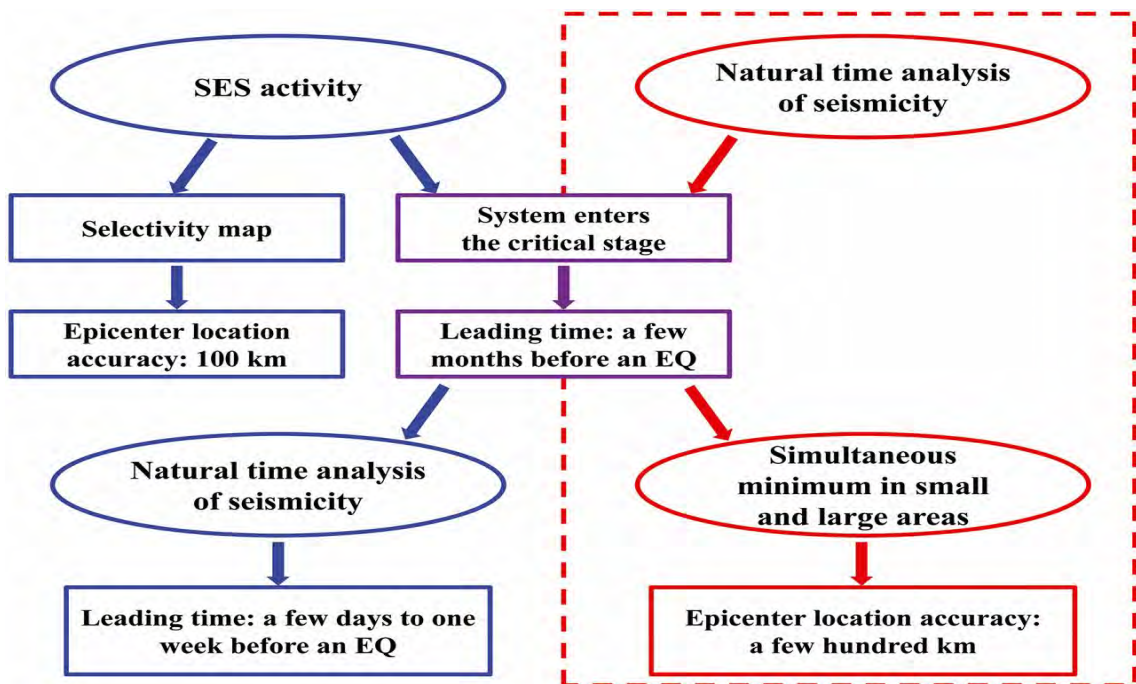 SES activity
Natural time analysis
of seismicity
Selectivity map
System enters
the critical stage
Epicenter location
accuracy: 100 km
Leading time: a few
months before an EQ
Natural time analysis
of seismicity
Simultaneous
minimum in small
and large areas
Leading time: a few days to one
week before an EQ
Epicenter location accuracy:
a few hundred km